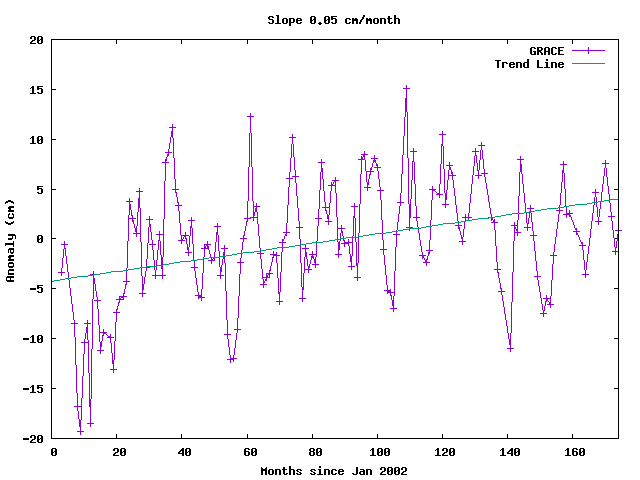 Slope 0.05 cm/month
GRACE
Trend Line
20
15
10
5
0
-5
-10
-15
-20
Anomaly (cm)
0 20 40 60 80 100 120 140 160
Months since Jan 2002